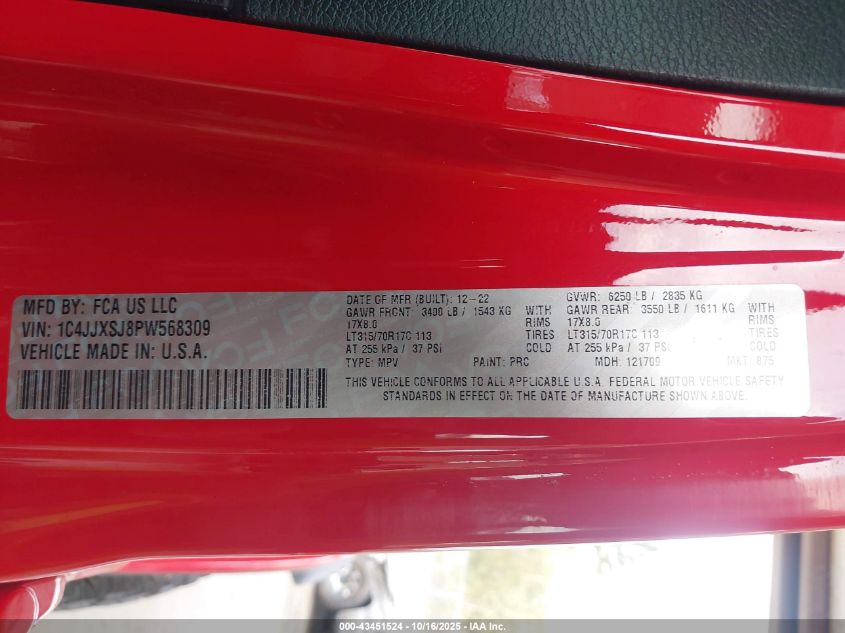 MFD BY: FCA US LLC
VIN: 1C4JJXSJ8PW568309
VEHICLE MADE IN: U.S.A.
DATE OF MFR (BUILT): 12-22
GVWR: 6250 LB / 2835 KG
GAWR FRONT: 3400 LB / 1543 KG WITH
GAWR REAR: 3550 LB / 1611 KG WITH
17X8.0 RIMS
17X8.0 RIMS
LT315/70R17C 113 TIRES
LT315/70R17C 113 TIRES
AT 255 kPa / 37 PSI COLD
AT 255 kPa / 37 PSI COLD
TYPE: MPV PAINT: PRC MDH: 121709 MKT: 875
THIS VEHICLE CONFORMS TO ALL APPLICABLE U.S.A. FEDERAL MOTOR VEHICLE SAFETY
STANDARDS IN EFFECT ON THE DATE OF MANUFACTURE SHOWN ABOVE.
000-43451524 | 10/16/2025 - IAA Inc.